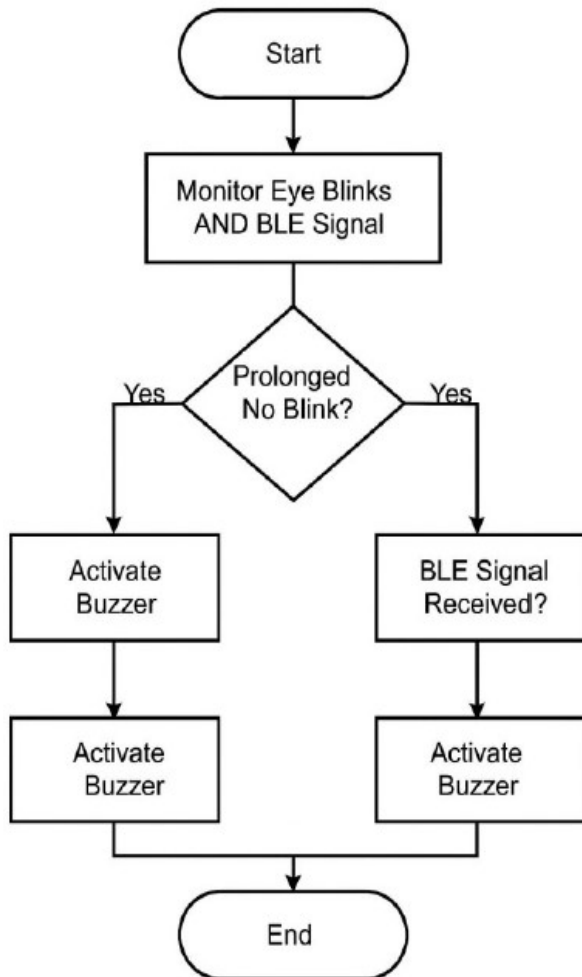 Start
Monitor Eye Blinks
AND BLE Signal
Prolonged
No Blink?
Yes
Yes
Activate
Buzzer
BLE Signal
Received?
Activate
Buzzer
Activate
Buzzer
End